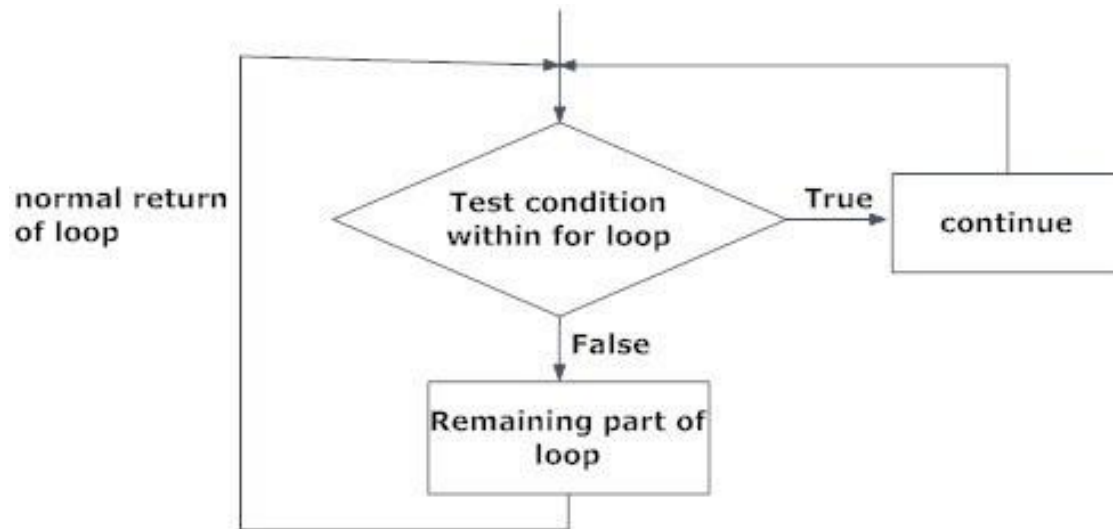 normal return
of loop
Test condition
within for loop
True
continue
False
Remaining part of
loop